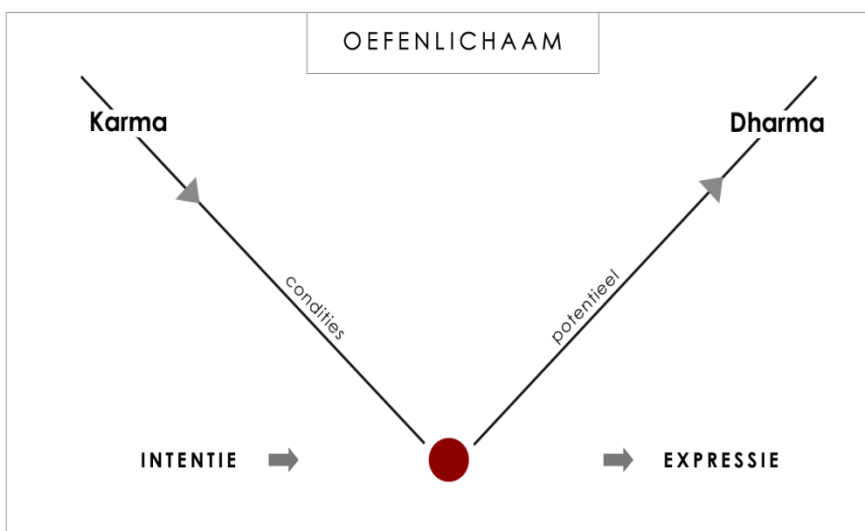 OEFENLICHAAM
Karma
Dharma
condities
potentieel
INTENTIE
EXPRESSIE